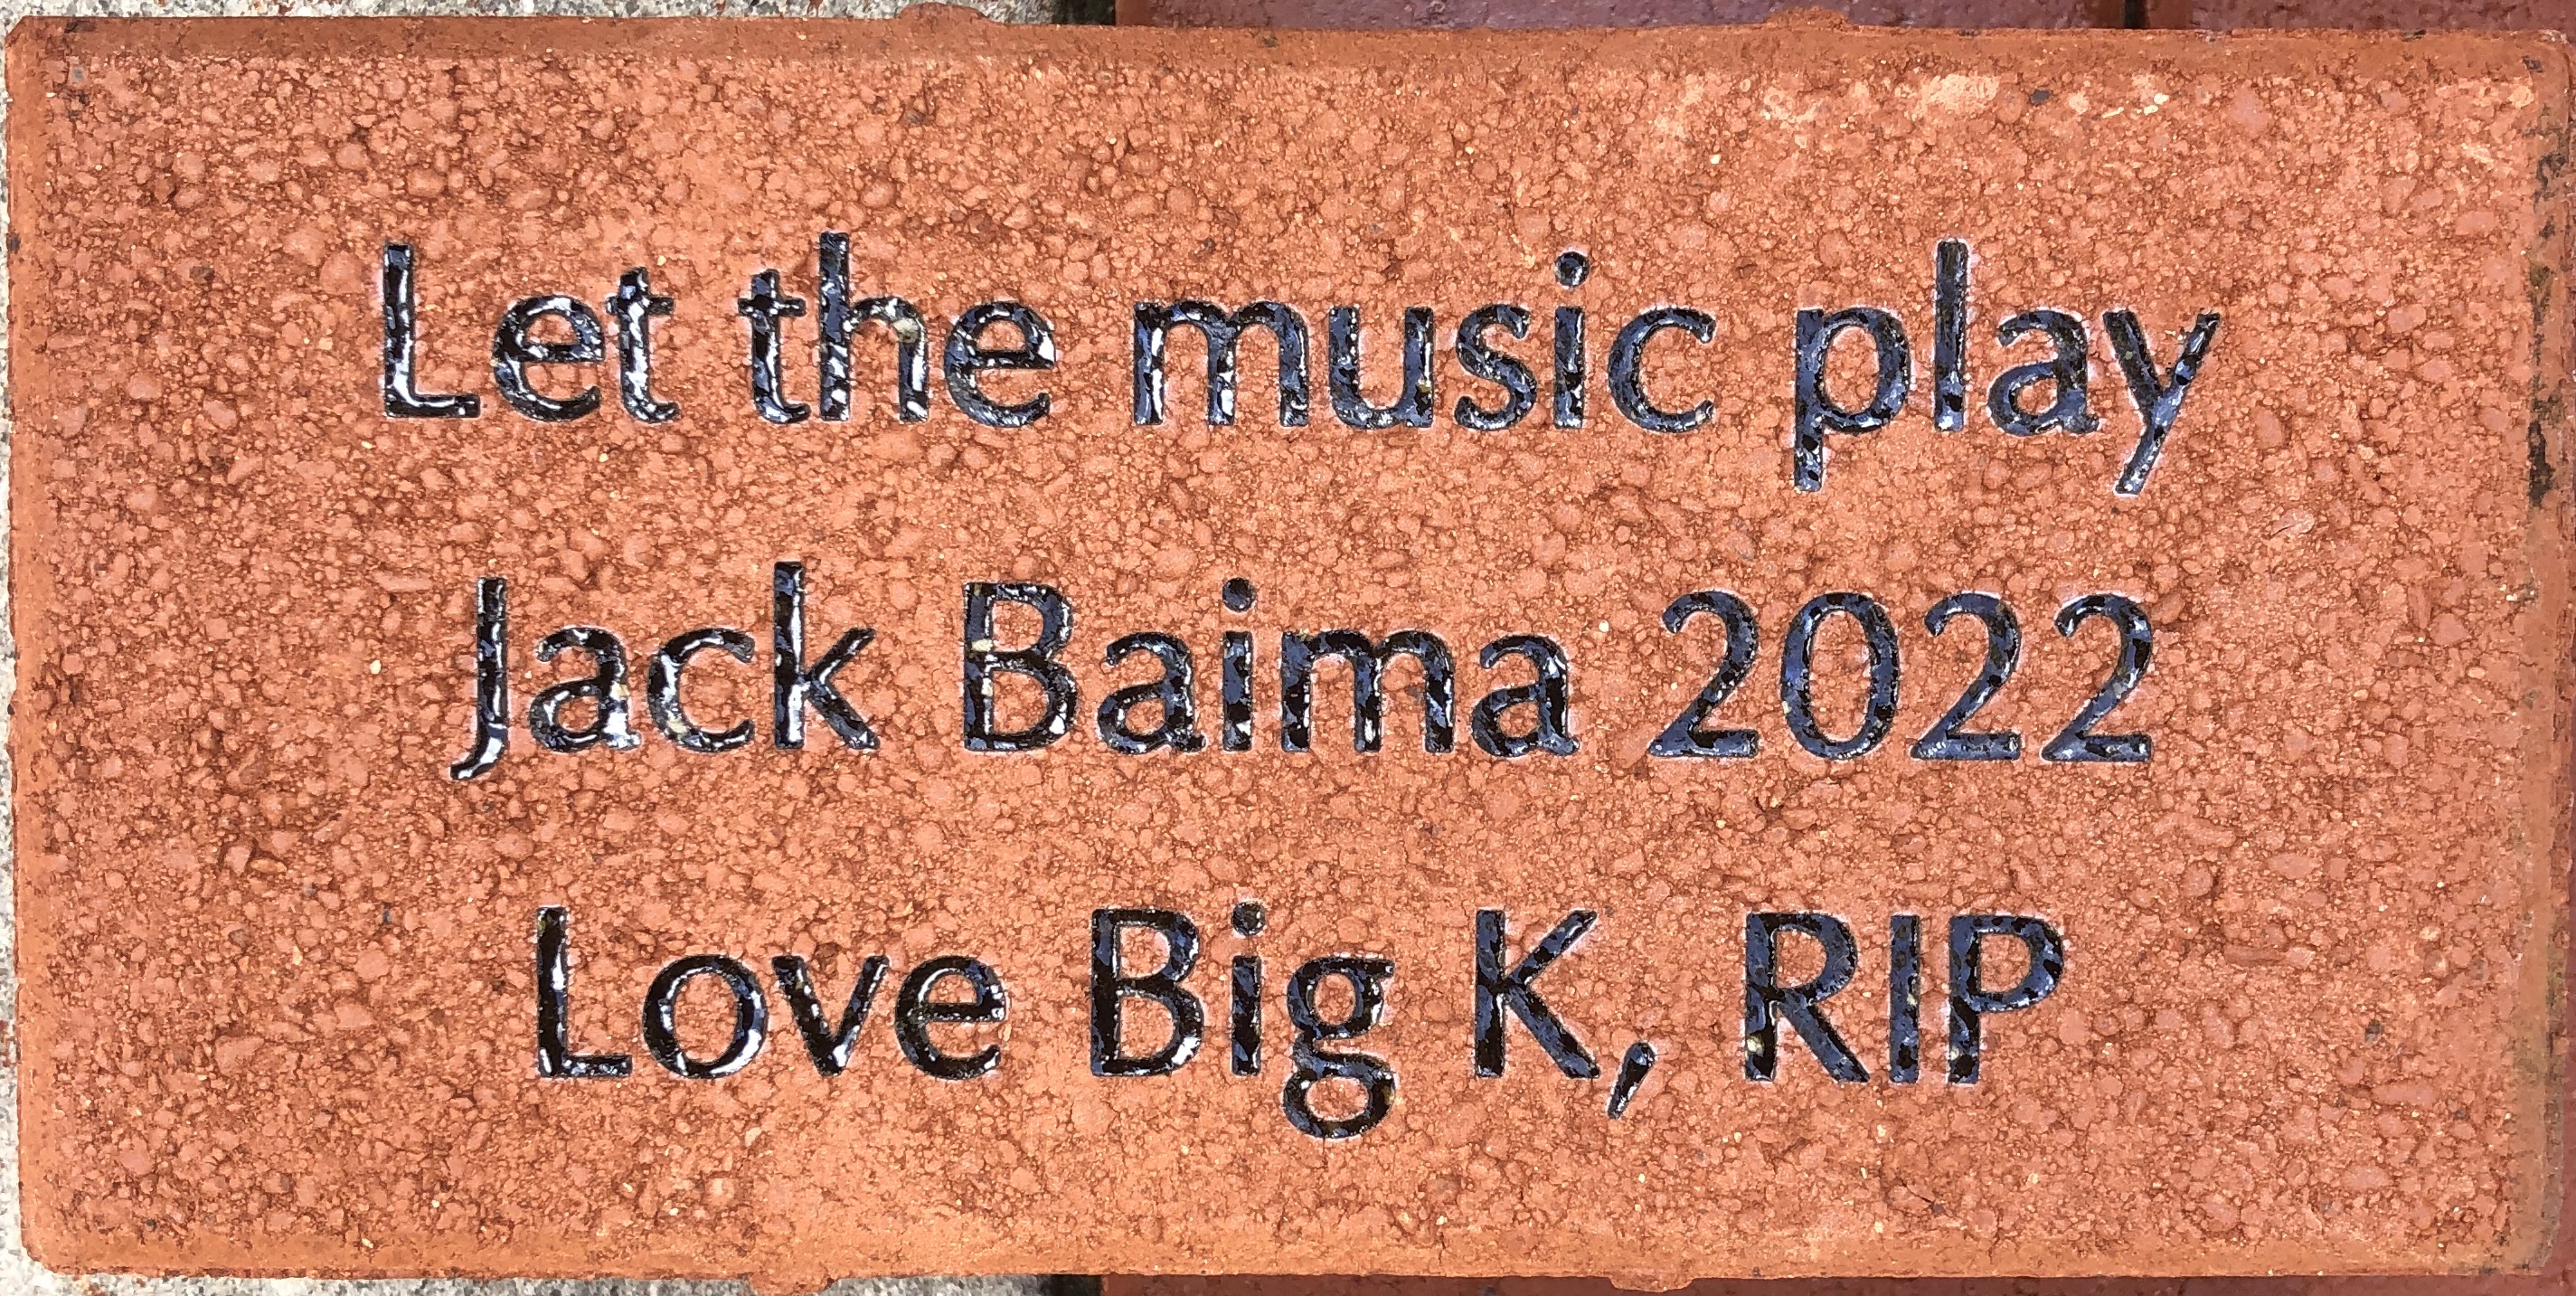 Let the music play
Jack Baima 2022
Love Big K, RIP